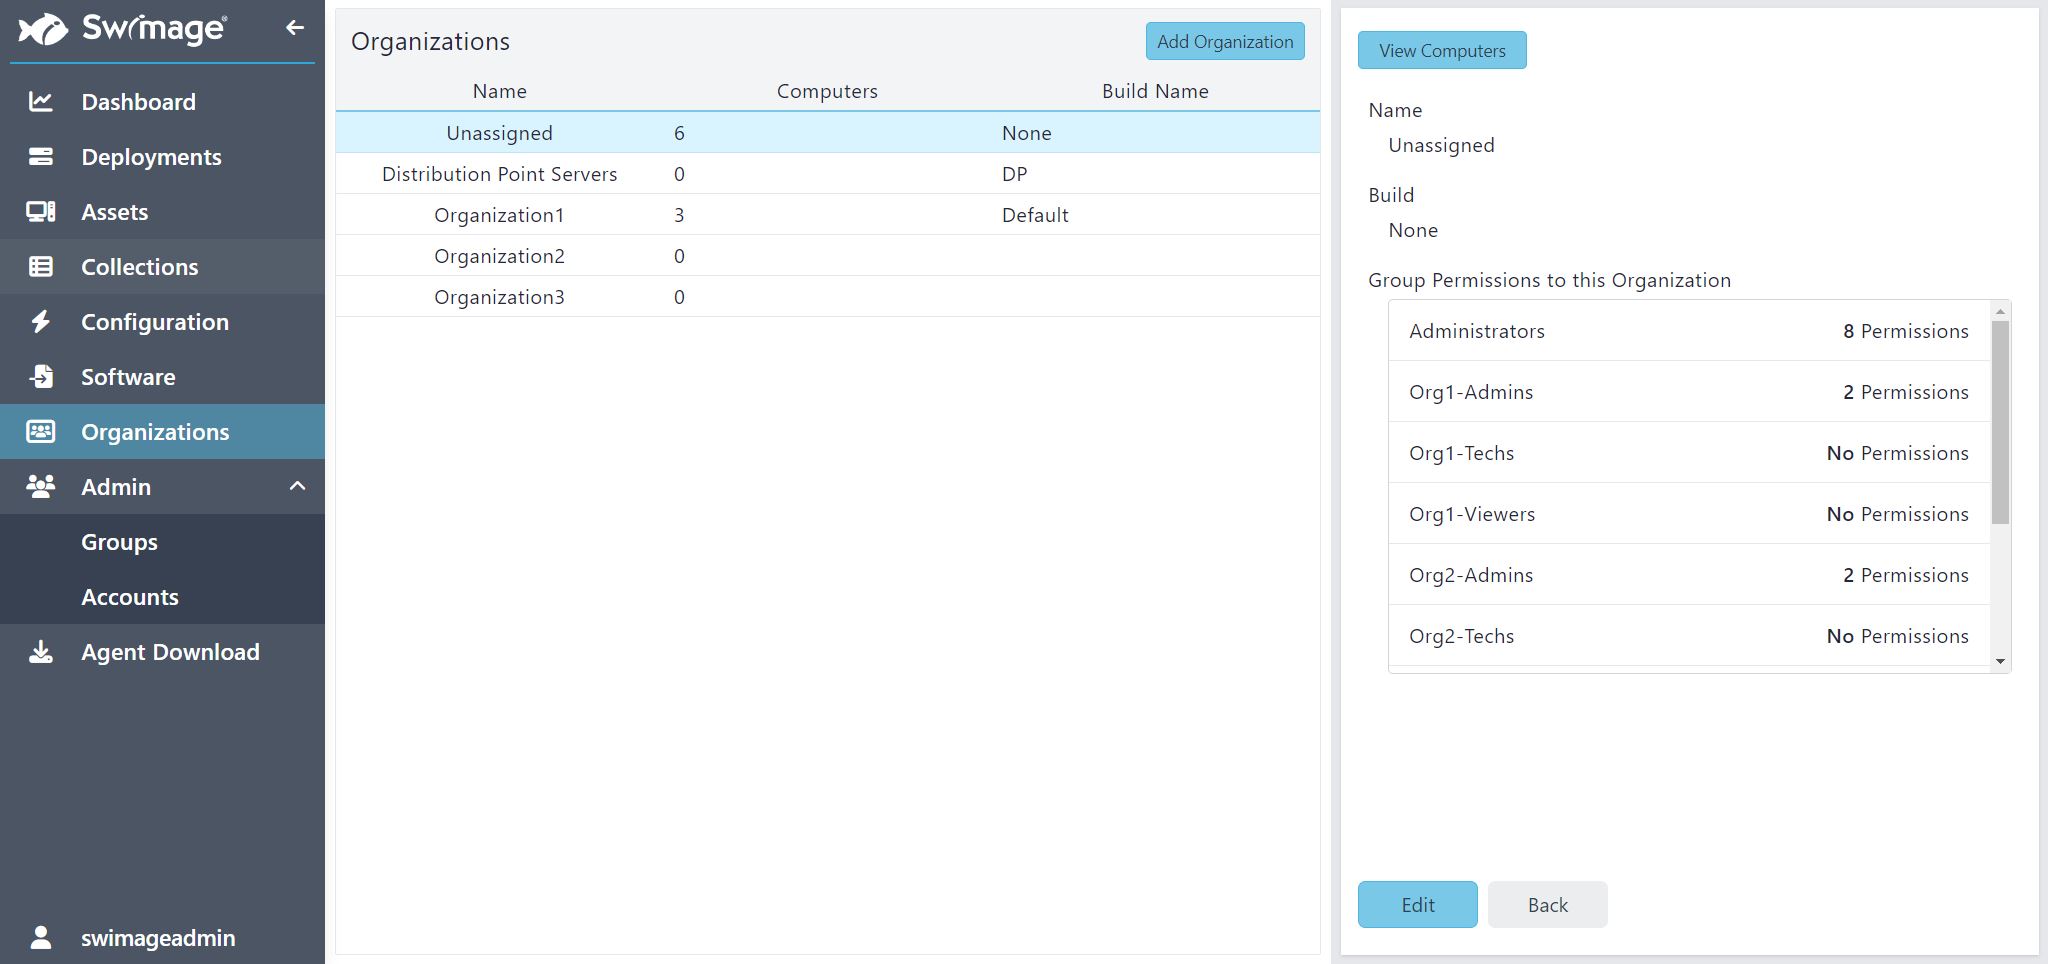 Swimage®
Dashboard
Deployments
Assets
Collections
Configuration
Software
Organizations
Admin
Groups
Accounts
Agent Download
swimageadmin
Organizations
Add Organization
Name Computers Build Name
Unassigned 6 None
Distribution Point Servers 0 DP
Organization1 3 Default
Organization2 0
Organization3 0
View Computers
Name
Unassigned
Build
None
Group Permissions to this Organization
Administrators 8 Permissions
Org1-Admins 2 Permissions
Org1-Techs No Permissions
Org1-Viewers No Permissions
Org2-Admins 2 Permissions
Org2-Techs No Permissions
Edit Back